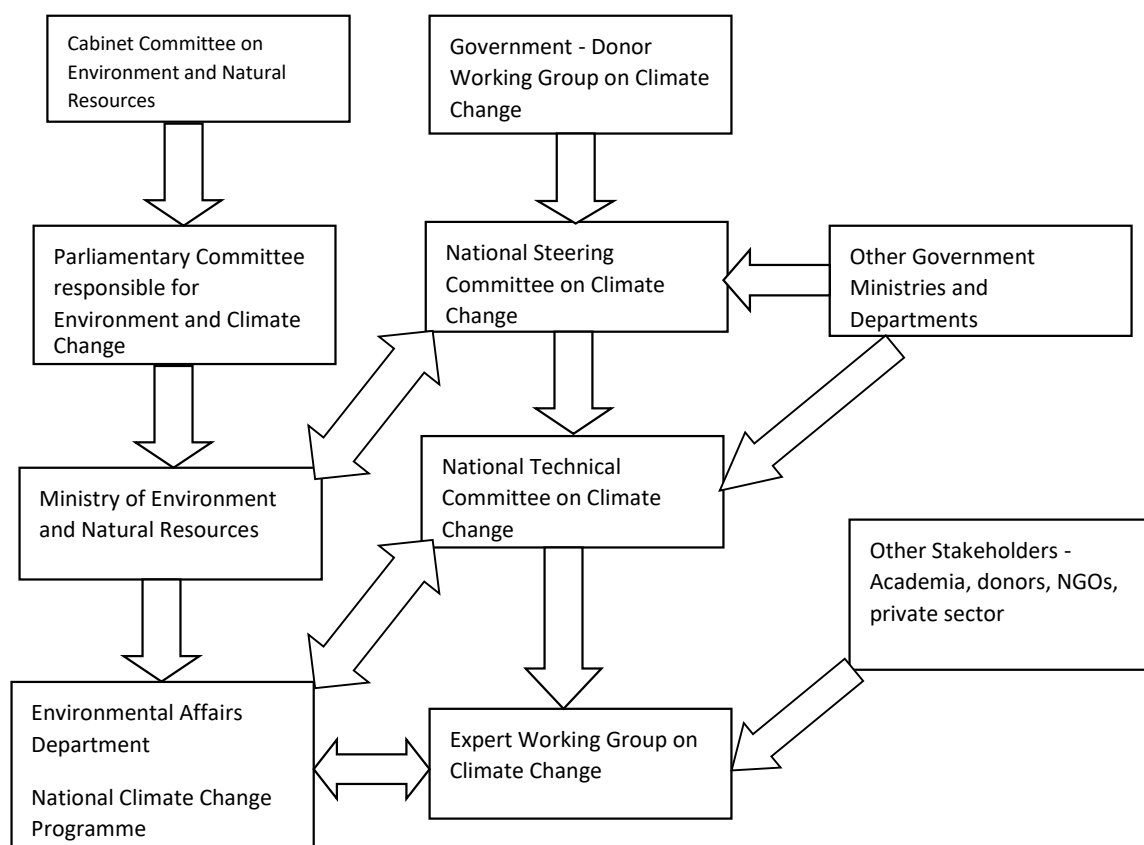 Cabinet Committee on
Environment and Natural
Resources
Government - Donor
Working Group on Climate
Change
Parliamentary Committee
responsible for
Environment and Climate
Change
National Steering
Committee on Climate
Change
Other Government
Ministries and
Departments
Ministry of Environment
and Natural Resources
National Technical
Committee on Climate
Change
Other Stakeholders -
Academia, donors, NGOs,
private sector
Environmental Affairs
Department
National Climate Change
Programme
Expert Working Group on
Climate Change